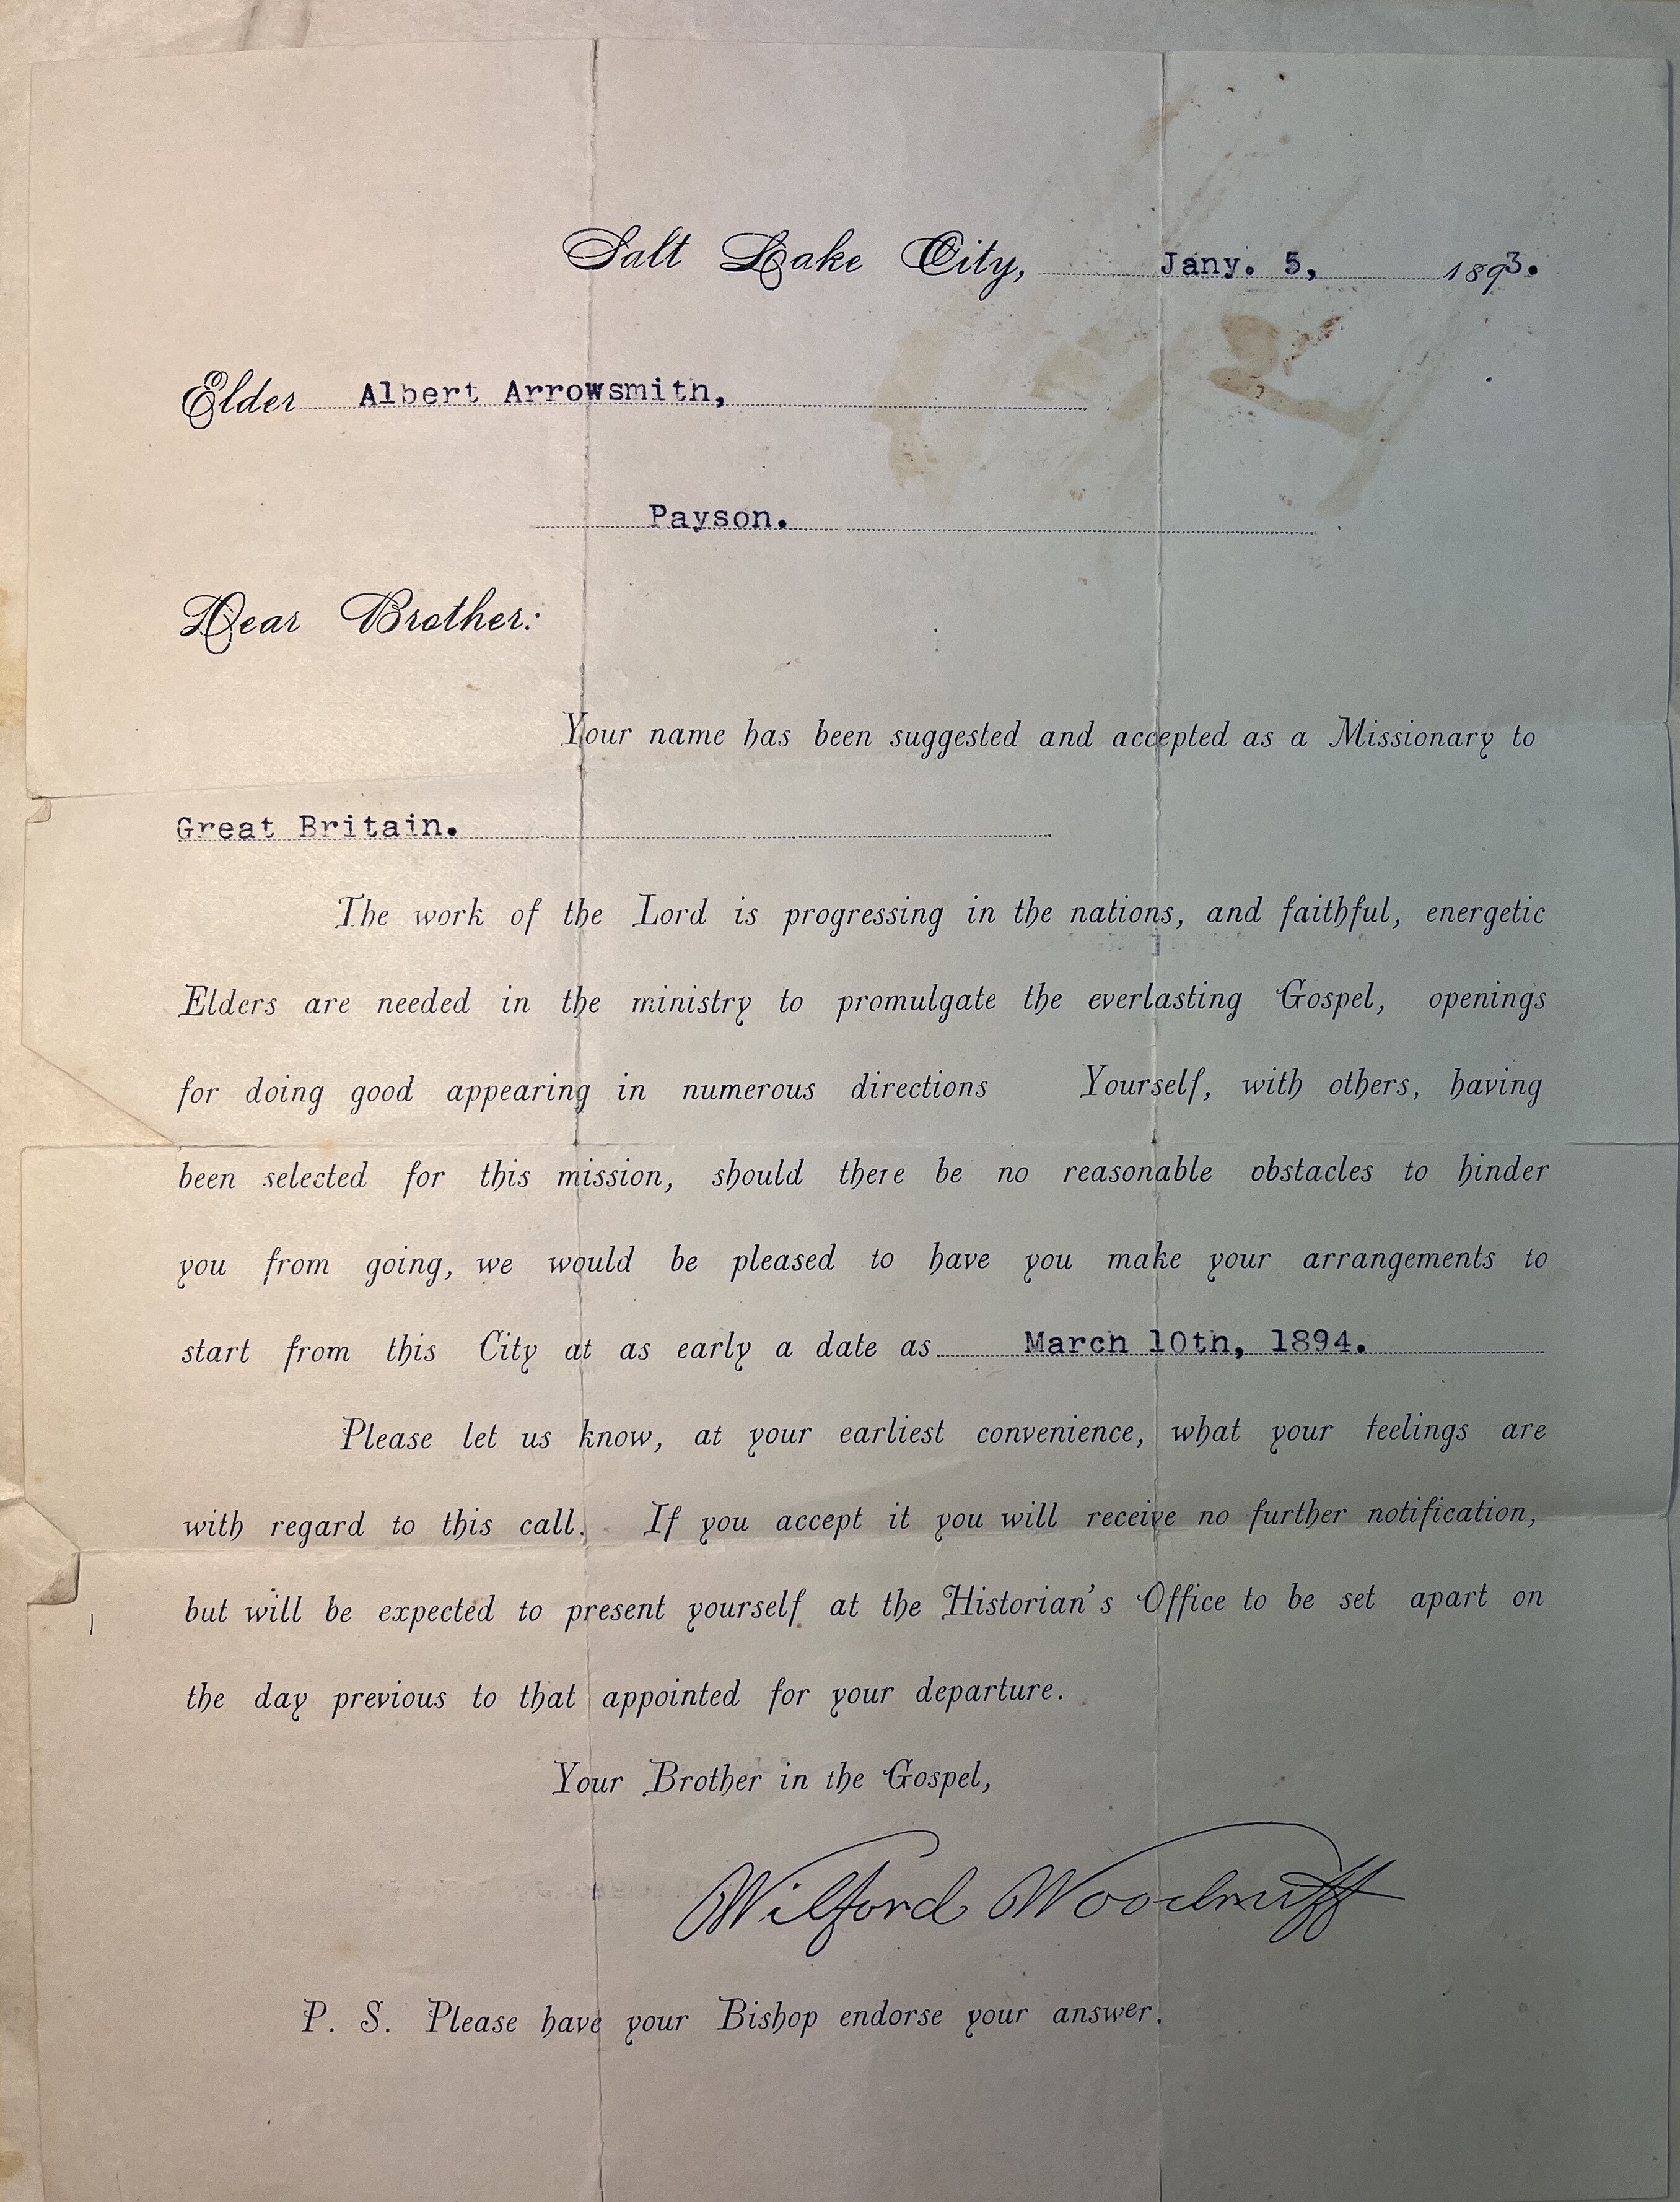 Salt Lake City, Jany. 5, 1893.
Elder Albert Arrowsmith,
Payson.
Dear Brother:
Your name has been suggested and accepted as a Missionary to
Great Britain.
The work of the Lord is progressing in the nations, and faithful, energetic
Elders are needed in the ministry to promulgate the everlasting Gospel, openings
for doing good appearing in numerous directions Yourself, with others, having
been selected for this mission, should there be no reasonable obstacles to hinder
you from going, we would be pleased to have you make your arrangements to
start from this City at as early a date as March 10th, 1894.
Please let us know, at your earliest convenience, what your feelings are
with regard to this call. If you accept it you will receive no further notification,
but will be expected to present yourself at the Historian's Office to be set apart on
the day previous to that appointed for your departure.
Your Brother in the Gospel,
Wilford Woodruff
P. S. Please have your Bishop endorse your answer.